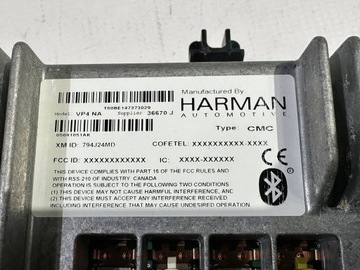 T00BE147373029
Manufactured By
HARMAN
AUTOMOTIVE
Model VP4 NA Supplier 36670 J
05091051AK
Type CMC
XM ID: 794J24MD COFETEL: XXXXXXXXXX-XXXX
FCC ID: XXXXXXXXXXXX IC: XXXX-XXXXXX
THIS DEVICE COMPLIES WITH PART 15 OF THE FCC RULES AND
WITH RSS-210 OF INDUSTRY, CANADA
OPERATION IS SUBJECT TO THE FOLLOWING TWO CONDITIONS:
(1) THIS DEVICE MAY NOT CAUSE HARMFUL INTERFERENCE, AND
(2) THIS DEVICE MUST ACCEPT ANY INTERFERENCE RECEIVED,
INCLUDING INTERFERENCE THAT MAY CAUSE UNDESIRED OPERATION.